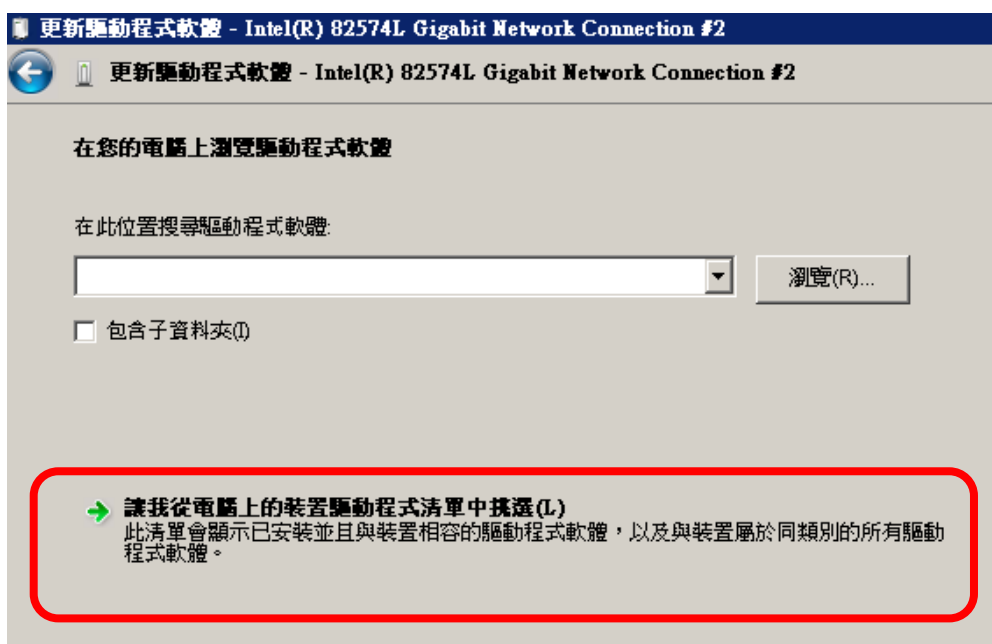 更新驅動程式軟體 - Intel(R) 82574L Gigabit Network Connection #2
更新驅動程式軟體 - Intel(R) 82574L Gigabit Network Connection #2
在您的電腦上瀏覽驅動程式軟體
在此位置搜尋驅動程式軟體:
瀏覽(R)...
包含子資料夾(I)
讓我從電腦上的裝置驅動程式清單中挑選(L)
此清單會顯示已安裝並且與裝置相容的驅動程式軟體，以及與裝置屬於同類別的所有驅動
程式軟體。